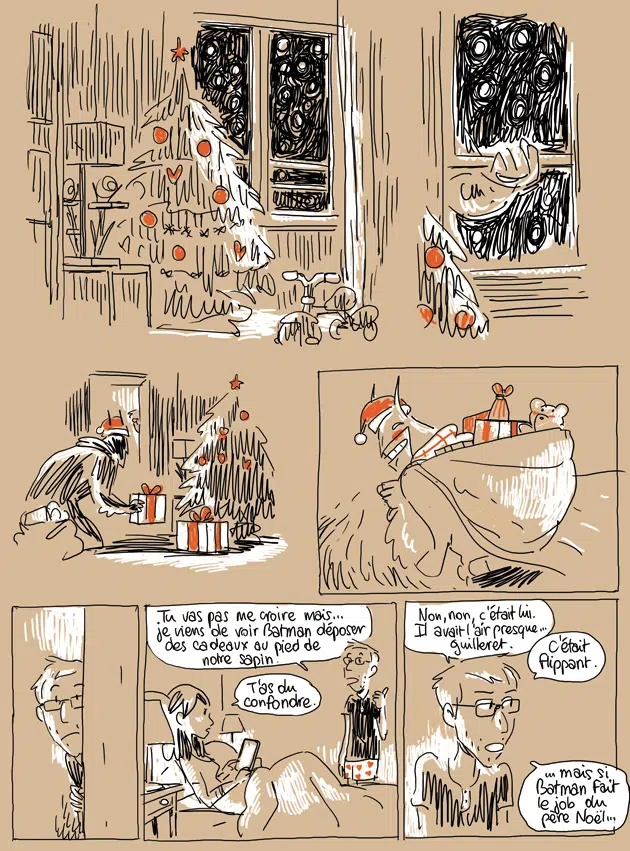 Tu vas pas me croire mais...
je viens de voir Batman déposer
des cadeaux au pied de
notre sapin.
T'as du
confondre.
Non, non, c'était lui.
Il avait l'air presque...
guilleret.
C'était
flippant.
... mais si
Batman fait
le job du
père Noël...